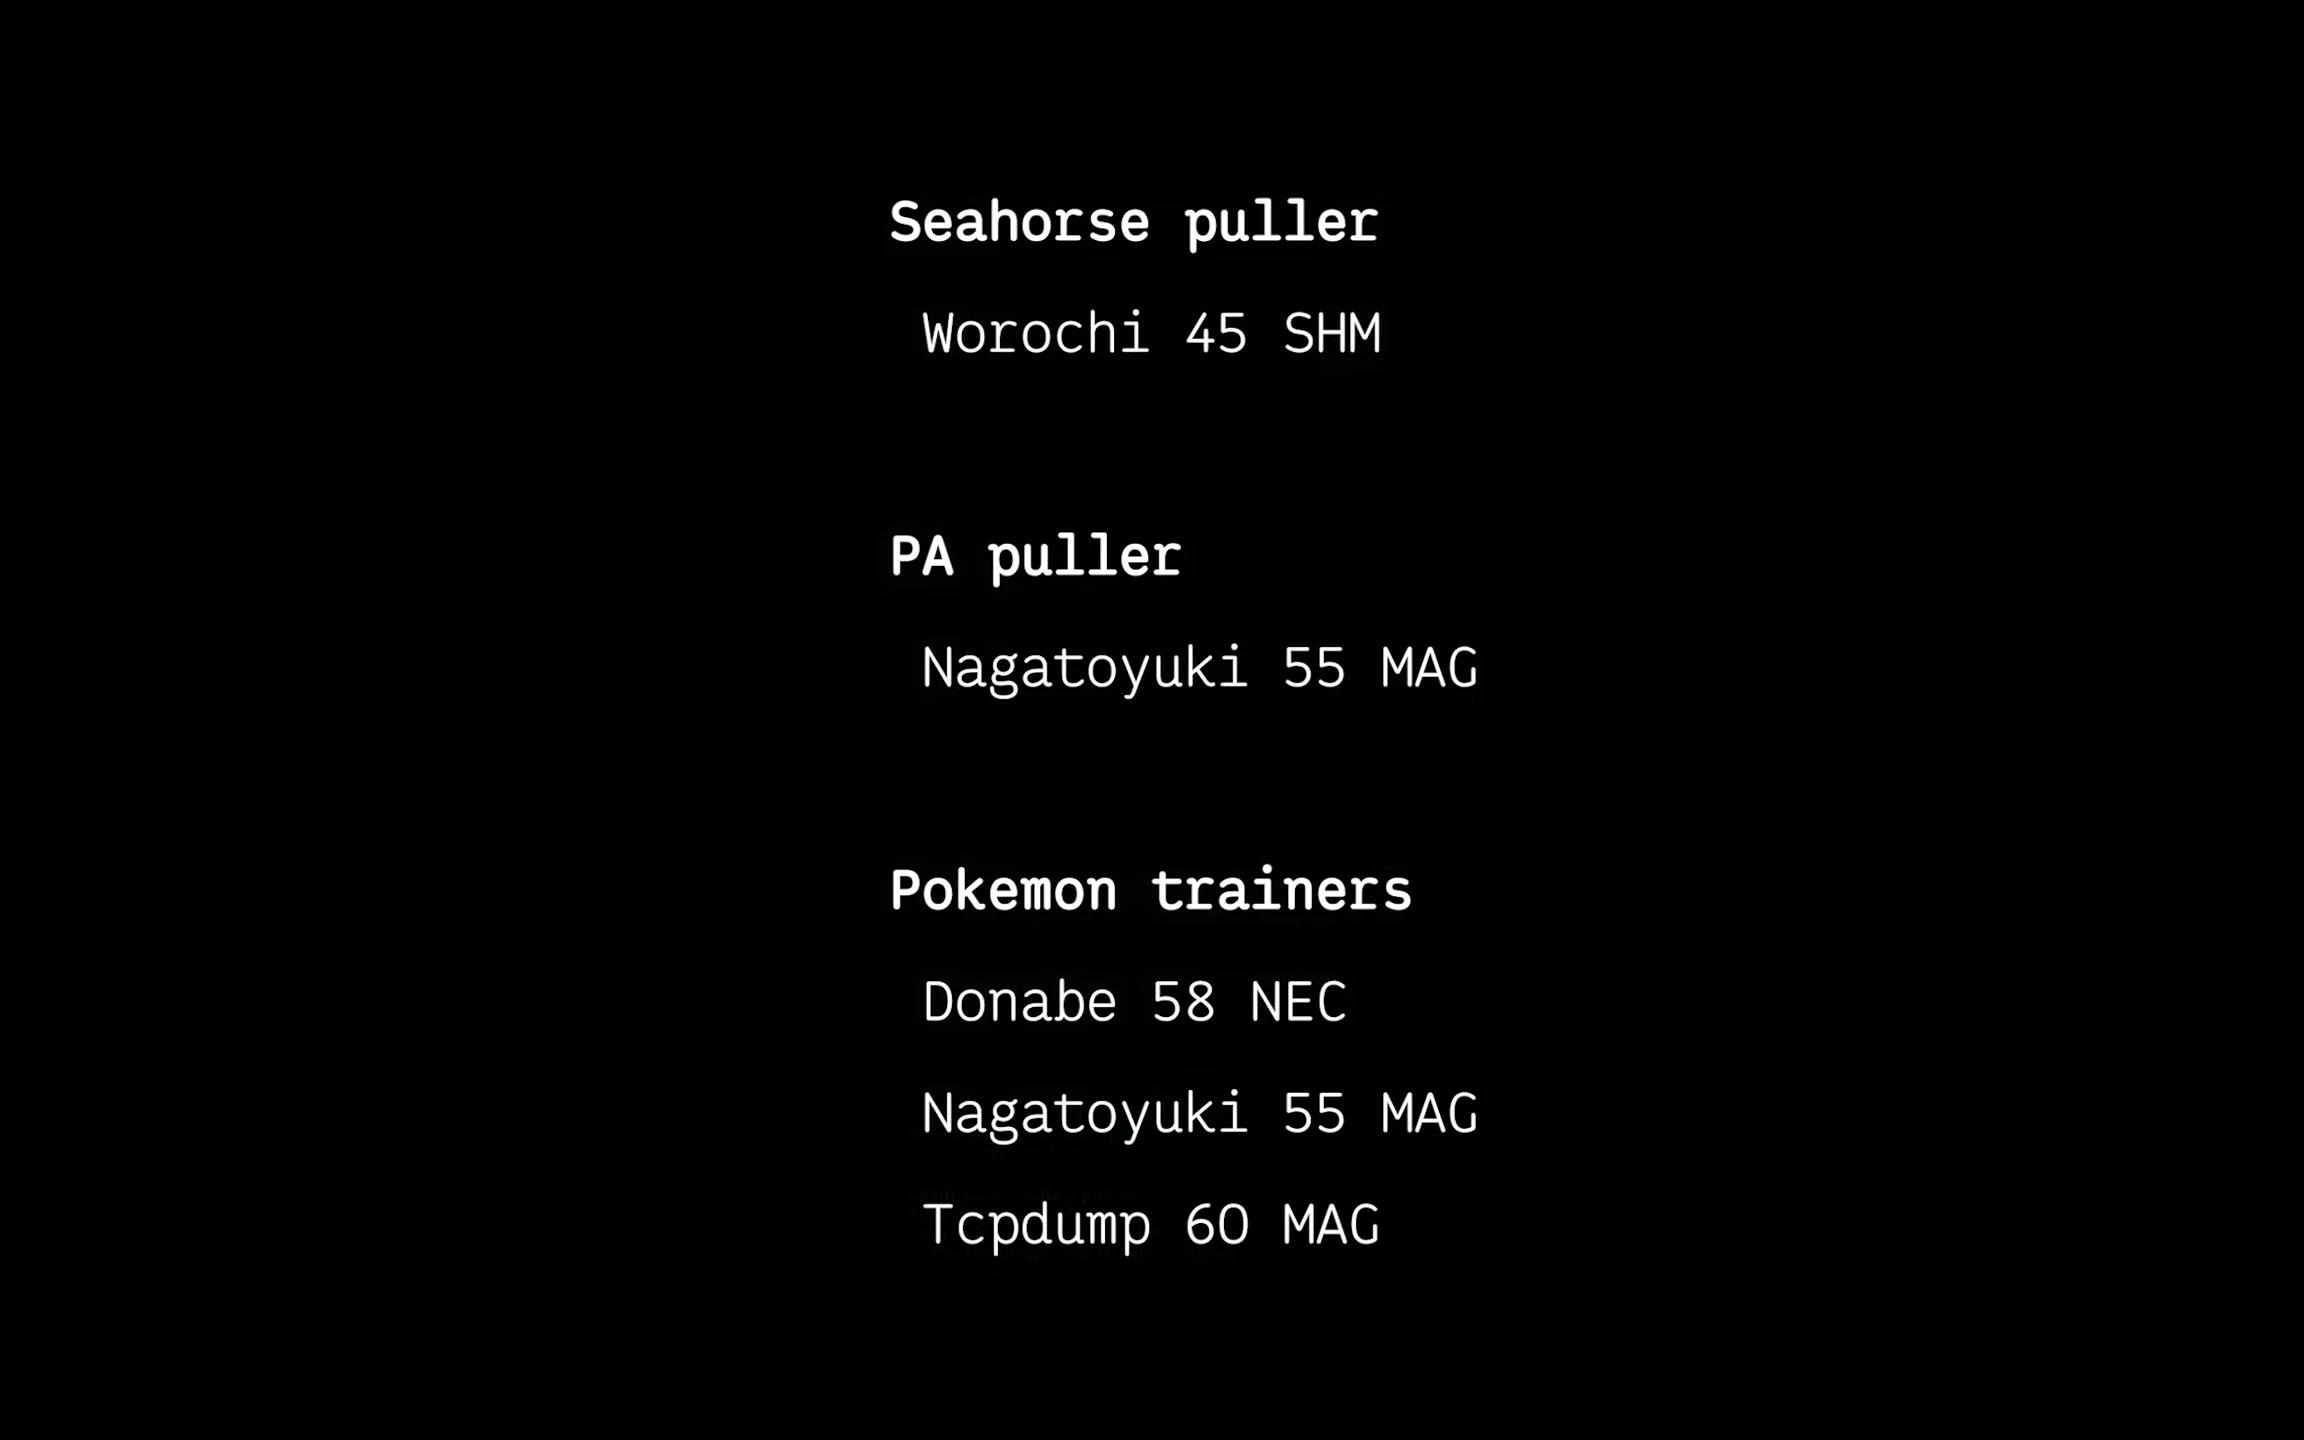 Seahorse puller
Worochi 45 SHM
PA puller
Nagatoyuki 55 MAG
Pokemon trainers
Donabe 58 NEC
Nagatoyuki 55 MAG
Tcpdump 60 MAG